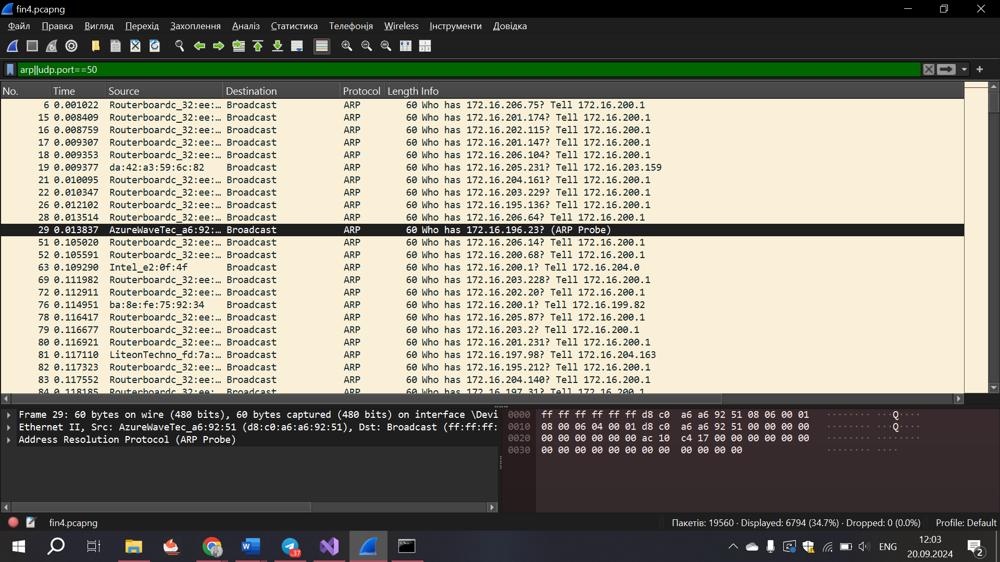 fin4.pcapng
Файл Правка Вигляд Перехід Захоплення Аналіз Статистика Телефонія Wireless Інструменти Довідка
arp||udp.port==50
No. Time Source Destination Protocol Length Info
6 0.001022 Routerboardc_32:ee:… Broadcast ARP 60 Who has 172.16.206.75? Tell 172.16.200.1
15 0.008409 Routerboardc_32:ee:… Broadcast ARP 60 Who has 172.16.201.174? Tell 172.16.200.1
16 0.008759 Routerboardc_32:ee:… Broadcast ARP 60 Who has 172.16.202.115? Tell 172.16.200.1
17 0.009307 Routerboardc_32:ee:… Broadcast ARP 60 Who has 172.16.201.147? Tell 172.16.200.1
18 0.009353 Routerboardc_32:ee:… Broadcast ARP 60 Who has 172.16.206.104? Tell 172.16.200.1
19 0.009377 da:42:a3:59:6c:82 Broadcast ARP 60 Who has 172.16.205.231? Tell 172.16.203.159
21 0.010095 Routerboardc_32:ee:… Broadcast ARP 60 Who has 172.16.204.161? Tell 172.16.200.1
22 0.010347 Routerboardc_32:ee:… Broadcast ARP 60 Who has 172.16.203.229? Tell 172.16.200.1
26 0.012102 Routerboardc_32:ee:… Broadcast ARP 60 Who has 172.16.195.136? Tell 172.16.200.1
28 0.013514 Routerboardc_32:ee:… Broadcast ARP 60 Who has 172.16.206.64? Tell 172.16.200.1
29 0.013837 AzureWaveTec_a6:92:… Broadcast ARP 60 Who has 172.16.196.23? (ARP Probe)
51 0.105020 Routerboardc_32:ee:… Broadcast ARP 60 Who has 172.16.206.14? Tell 172.16.200.1
52 0.105591 Routerboardc_32:ee:… Broadcast ARP 60 Who has 172.16.200.68? Tell 172.16.200.1
63 0.109290 Intel_e2:0f:4f Broadcast ARP 60 Who has 172.16.200.1? Tell 172.16.204.0
69 0.111982 Routerboardc_32:ee:… Broadcast ARP 60 Who has 172.16.203.228? Tell 172.16.200.1
72 0.112911 Routerboardc_32:ee:… Broadcast ARP 60 Who has 172.16.202.20? Tell 172.16.200.1
76 0.114951 ba:8e:fe:75:92:34 Broadcast ARP 60 Who has 172.16.200.1? Tell 172.16.199.82
78 0.116417 Routerboardc_32:ee:… Broadcast ARP 60 Who has 172.16.205.87? Tell 172.16.200.1
79 0.116677 Routerboardc_32:ee:… Broadcast ARP 60 Who has 172.16.203.2? Tell 172.16.200.1
80 0.116921 Routerboardc_32:ee:… Broadcast ARP 60 Who has 172.16.201.231? Tell 172.16.200.1
81 0.117110 LiteonTechno_fd:7a:… Broadcast ARP 60 Who has 172.16.197.98? Tell 172.16.204.163
82 0.117323 Routerboardc_32:ee:… Broadcast ARP 60 Who has 172.16.195.212? Tell 172.16.200.1
83 0.117552 Routerboardc_32:ee:… Broadcast ARP 60 Who has 172.16.204.140? Tell 172.16.200.1
84 0.118185 Routerboardc_32:ee:… Broadcast ARP 60 Who has 172.16.197.31? Tell 172.16.200.1
Frame 29: 60 bytes on wire (480 bits), 60 bytes captured (480 bits) on interface \Devi
Ethernet II, Src: AzureWaveTec_a6:92:51 (d8:c0:a6:a6:92:51), Dst: Broadcast (ff:ff:ff:
Address Resolution Protocol (ARP Probe)
0000 ff ff ff ff ff ff d8 c0 a6 a6 92 51 08 06 00 01 ········ ···Q····
0010 08 00 06 04 00 01 d8 c0 a6 a6 92 51 00 00 00 00 ········ ···Q····
0020 00 00 00 00 00 00 ac 10 c4 17 00 00 00 00 00 00 ········ ········
0030 00 00 00 00 00 00 00 00 00 00 00 00 ········ ····
fin4.pcapng
Пакетів: 19560 · Displayed: 6794 (34.7%) · Dropped: 0 (0.0%)
Profile: Default
..37
ENG
12:03
20.09.2024
2